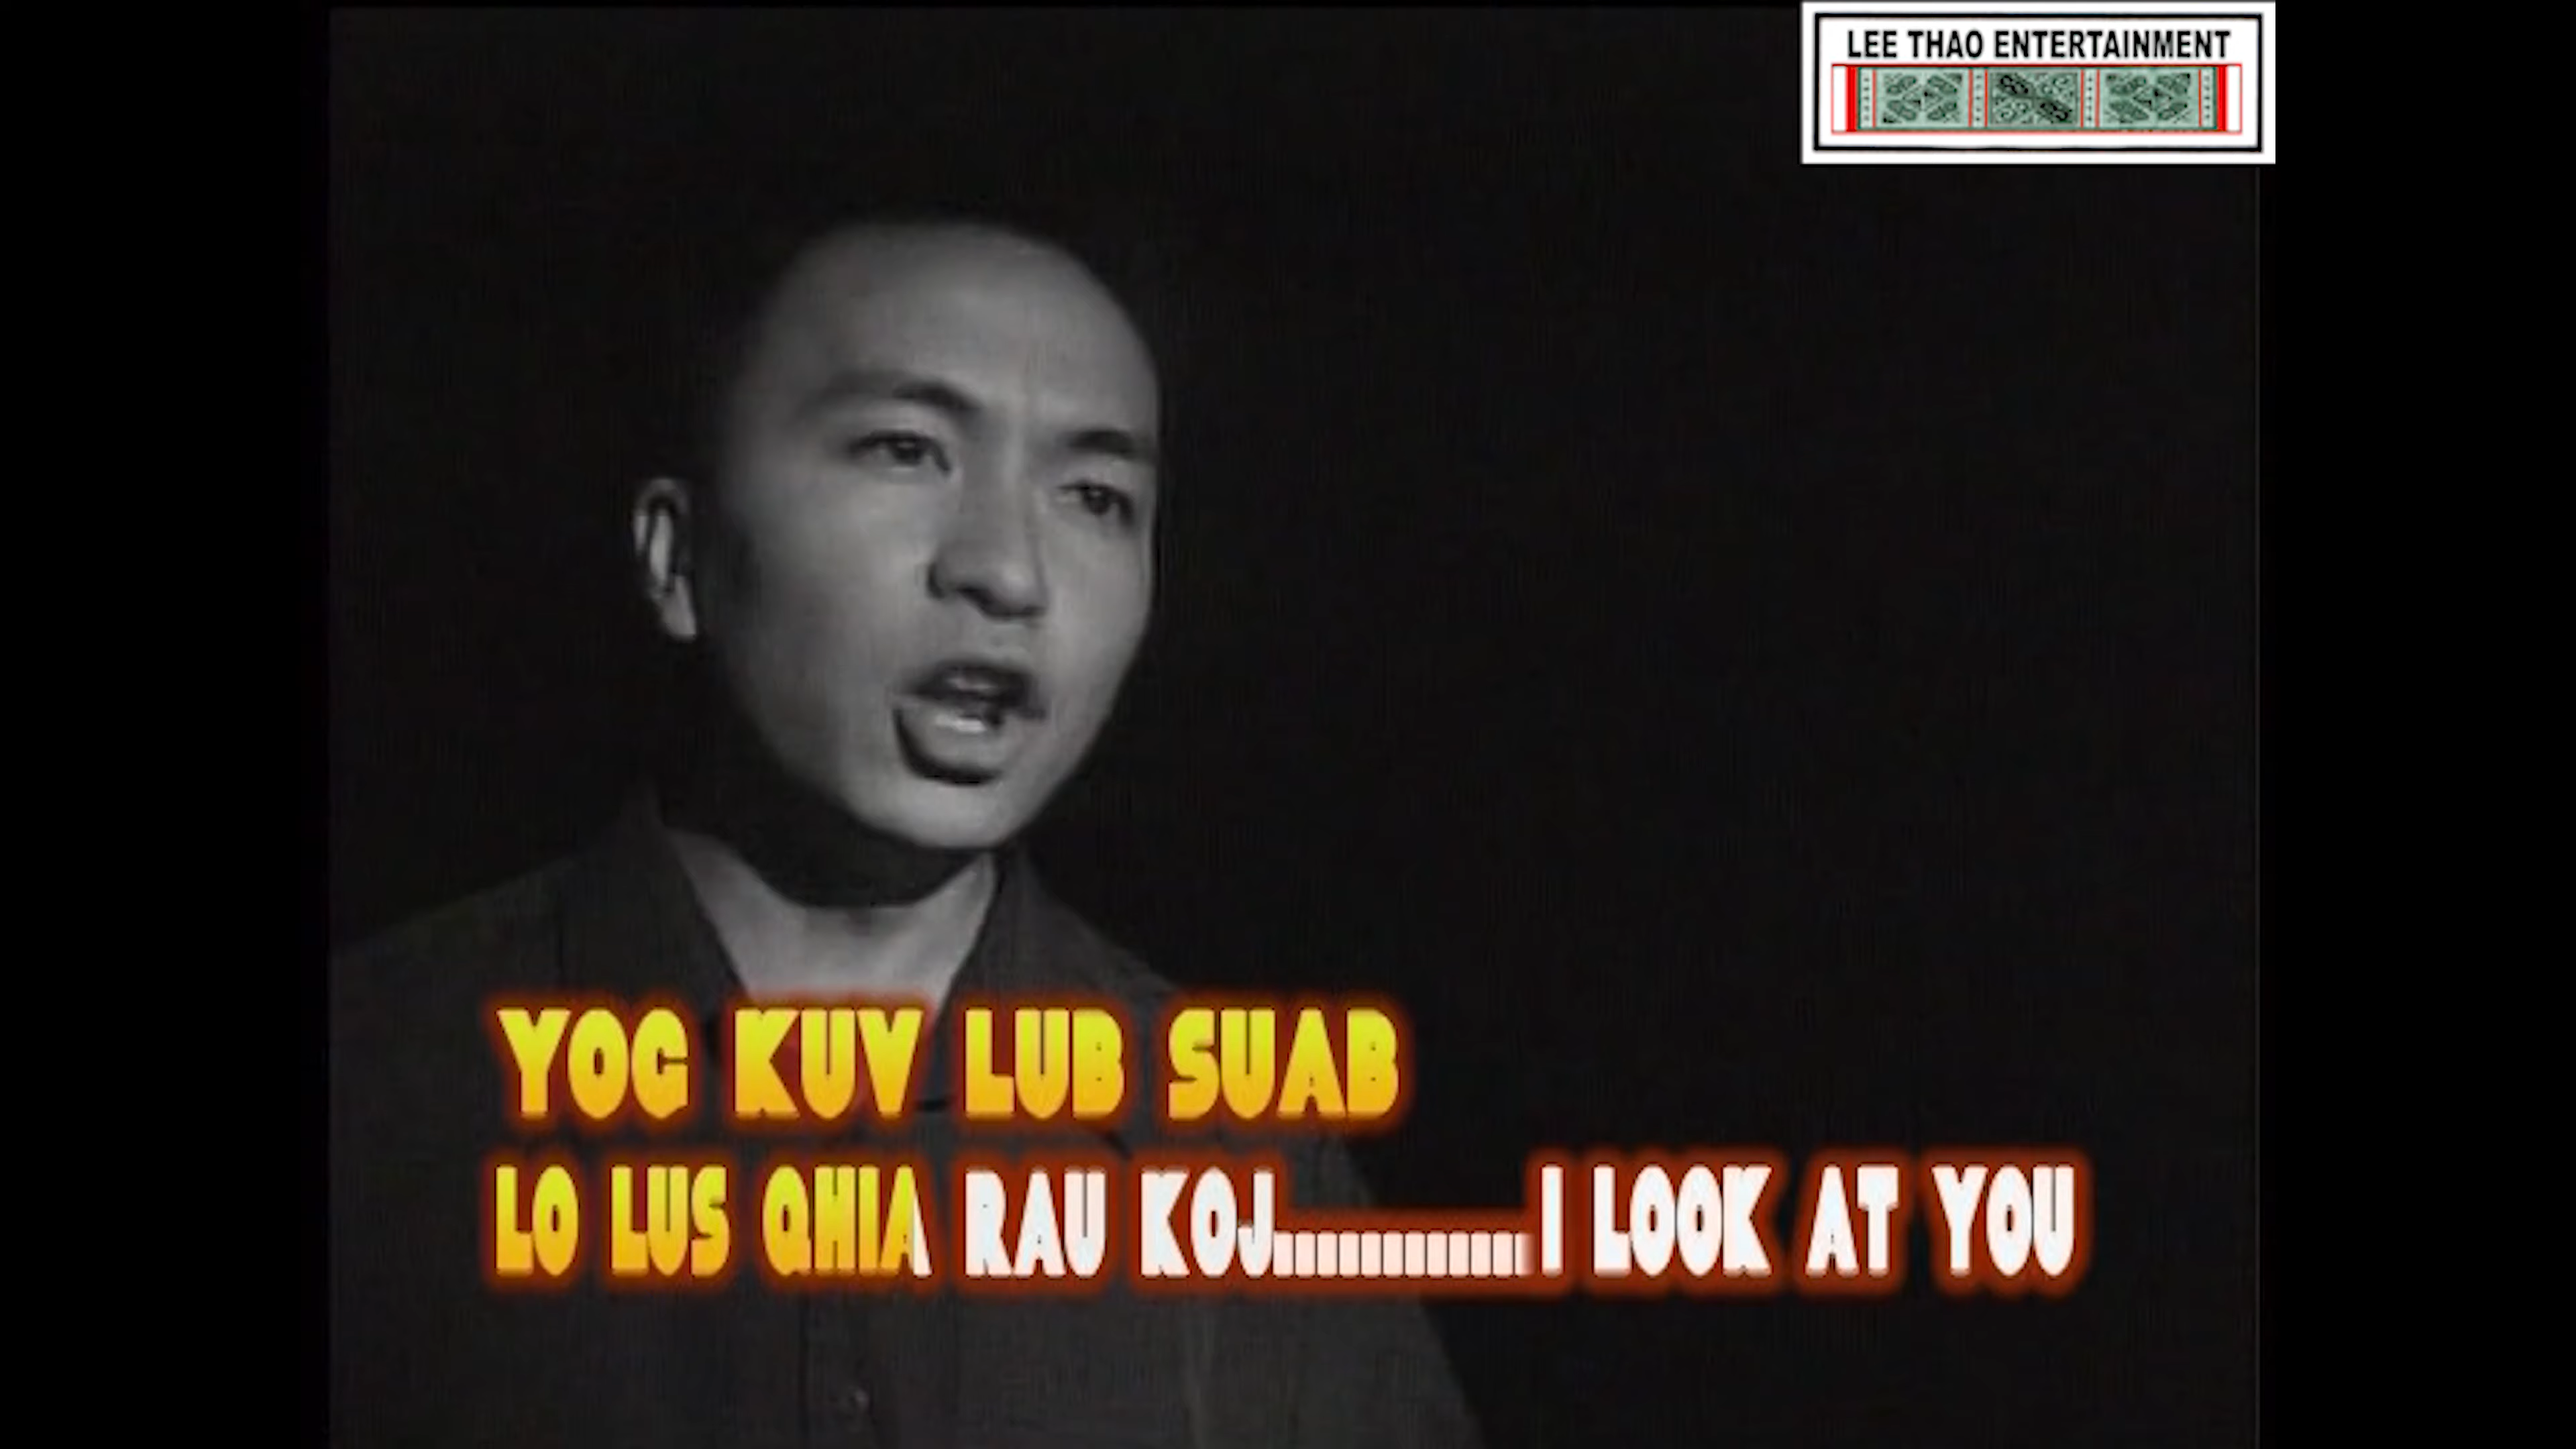 LEE THAO ENTERTAINMENT
YOG KUV LUB SUAB
LO LUS QHIA RAU KOJ.............I LOOK AT YOU